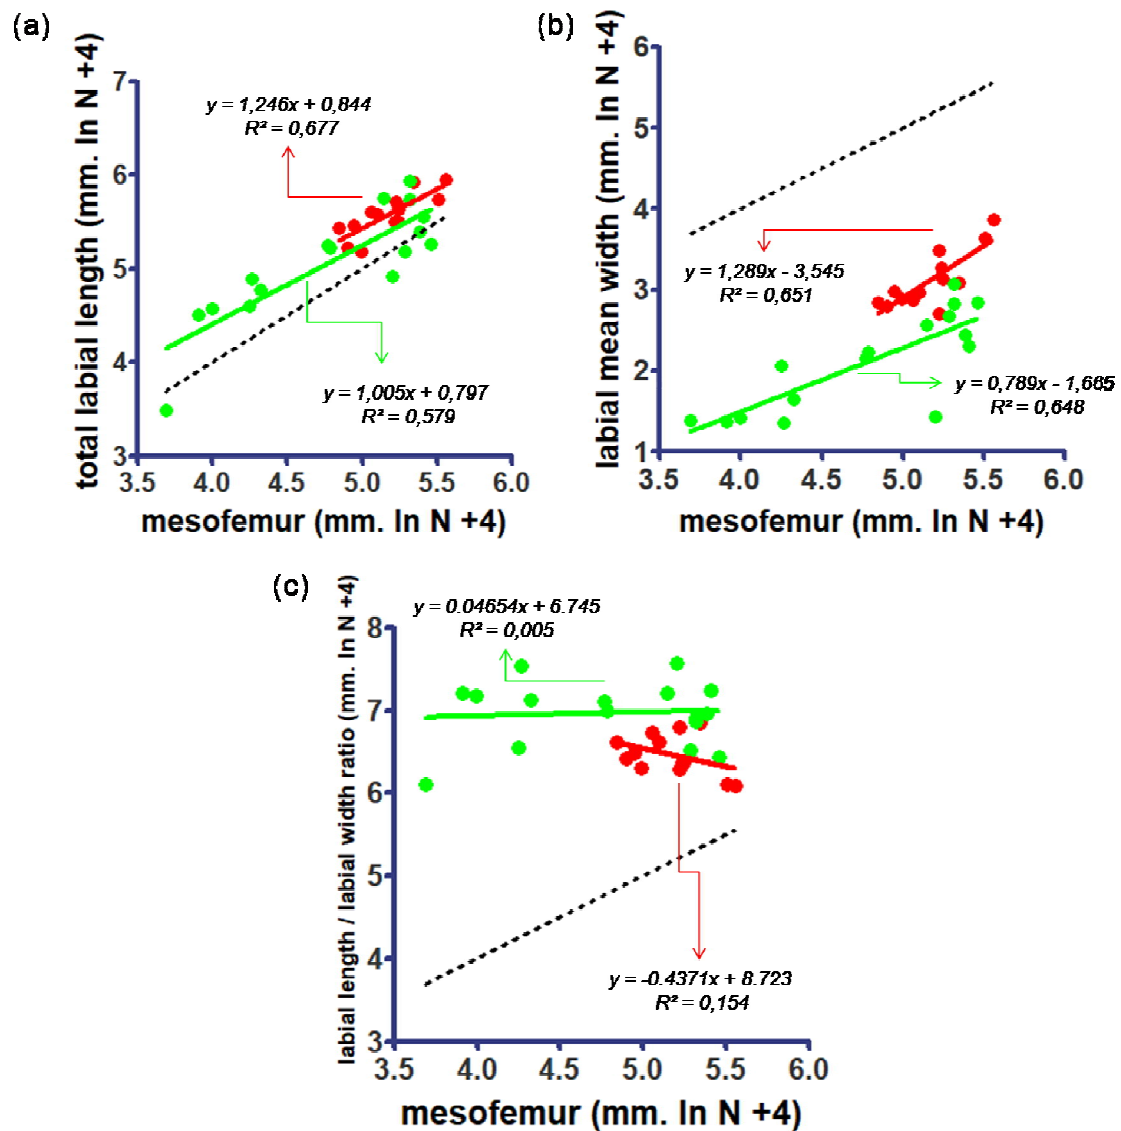 (a)
total labial length (mm. ln N +4)
7
6
5
4
3
y = 1,246x + 0,844
R² = 0,677
y = 1,005x + 0,797
R² = 0,579
3.5 4.0 4.5 5.0 5.5 6.0
mesofemur (mm. ln N +4)
(b)
labial mean width (mm. ln N +4)
6
5
4
3
2
1
y = 1,289x - 3,545
R² = 0,651
y = 0,789x - 1,665
R² = 0,648
3.5 4.0 4.5 5.0 5.5 6.0
mesofemur (mm. ln N +4)
(c)
labial length / labial width ratio (mm. ln N +4)
8
7
6
5
4
3
y = 0.04654x + 6.745
R² = 0,005
y = -0.4371x + 8.723
R² = 0,154
3.5 4.0 4.5 5.0 5.5 6.0
mesofemur (mm. ln N +4)